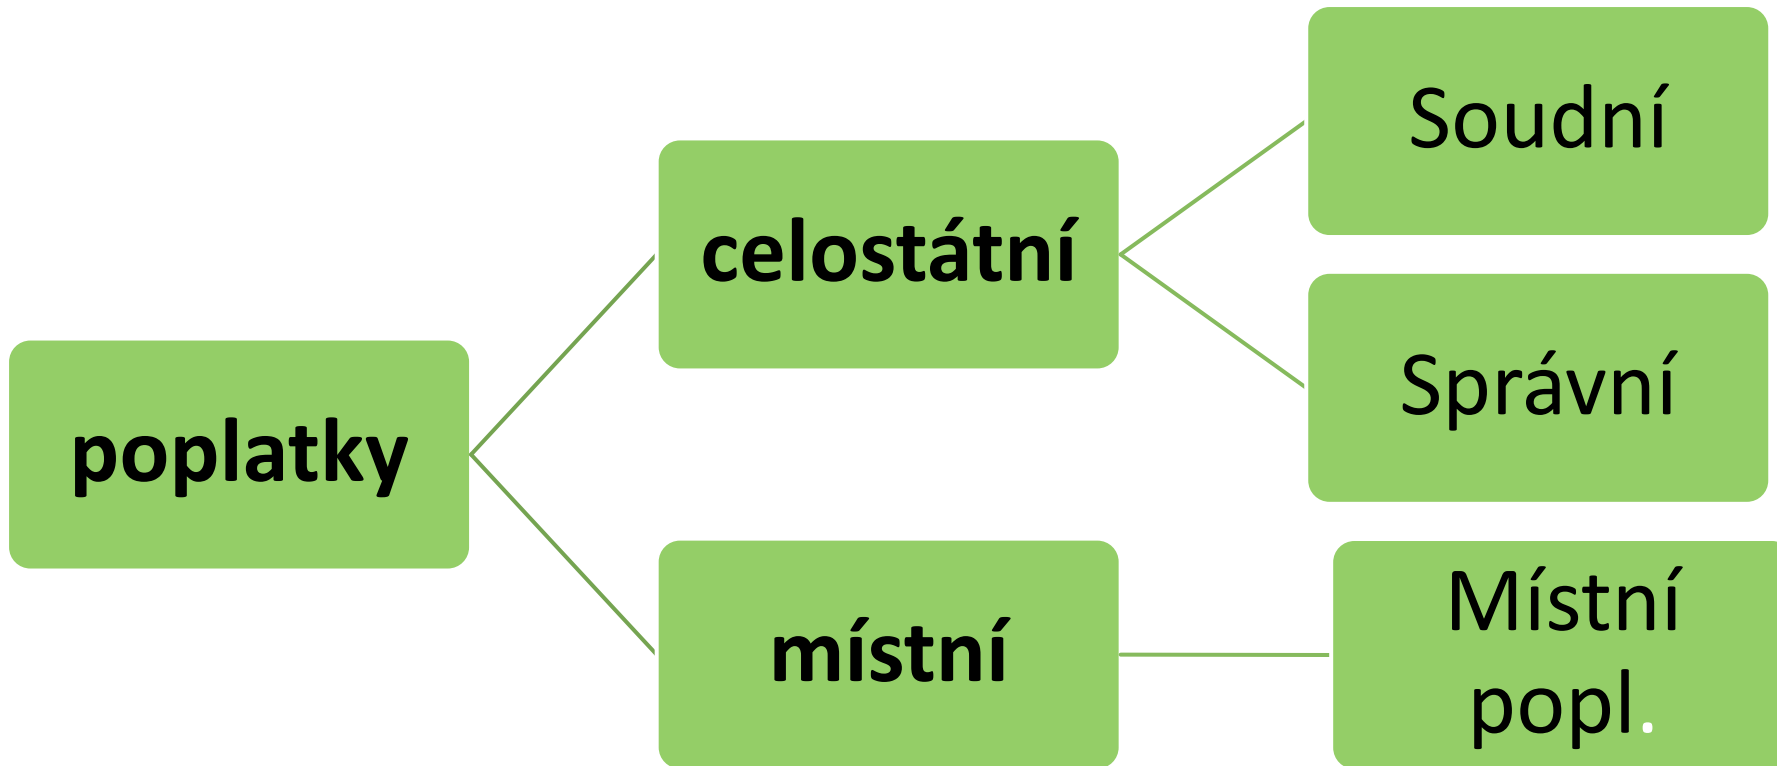 poplatky
celostátní
Soudní
Správní
místní
Místní
popl.